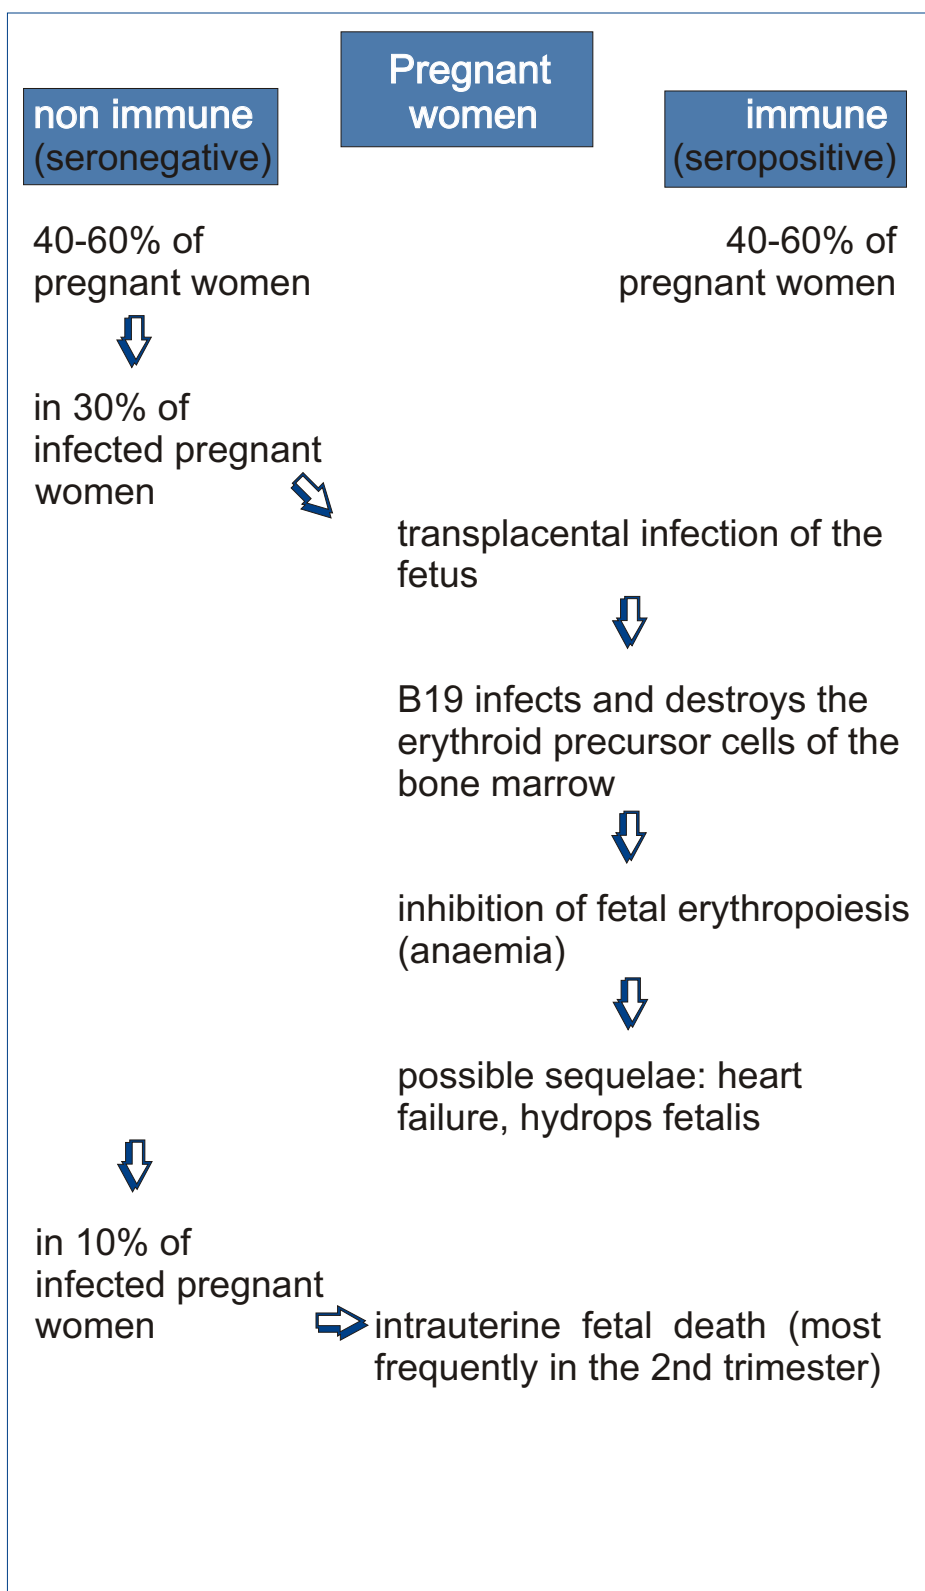 Pregnant
women
non immune
(seronegative)
immune
(seropositive)
40-60% of
pregnant women
40-60% of
pregnant women
in 30% of
infected pregnant
women
transplacental infection of the
fetus
B19 infects and destroys the
erythroid precursor cells of the
bone marrow
inhibition of fetal erythropoiesis
(anaemia)
possible sequelae: heart
failure, hydrops fetalis
in 10% of
infected pregnant
women
intrauterine fetal death (most
frequently in the 2nd trimester)